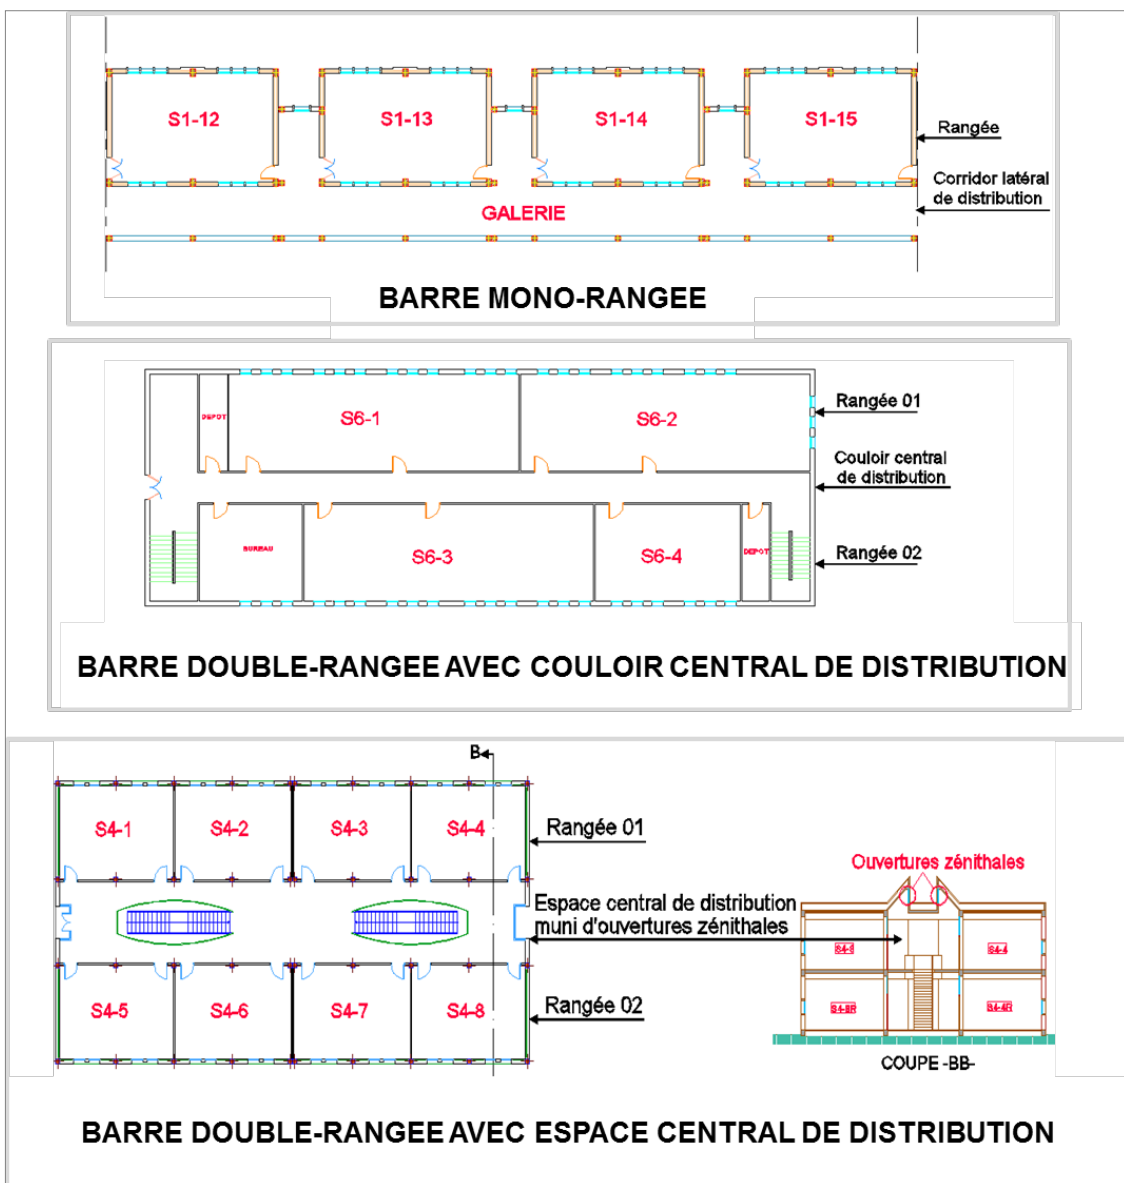 S1-12
S1-13
S1-14
S1-15
Rangée
Corridor latéral
de distribution
GALERIE
BARRE MONO-RANGEE
DEPOT
S6-1
S6-2
Rangée 01
Couloir central
de distribution
BUREAU
S6-3
S6-4
DEPOT
Rangée 02
BARRE DOUBLE-RANGEE AVEC COULOIR CENTRAL DE DISTRIBUTION
B
S4-1
S4-2
S4-3
S4-4
Rangée 01
Ouvertures zénithales
Espace central de distribution
muni d'ouvertures zénithales
S4-4
S4-5
S4-6
S4-7
S4-8
Rangée 02
S4-4R
COUPE -BB-
BARRE DOUBLE-RANGEE AVEC ESPACE CENTRAL DE DISTRIBUTION